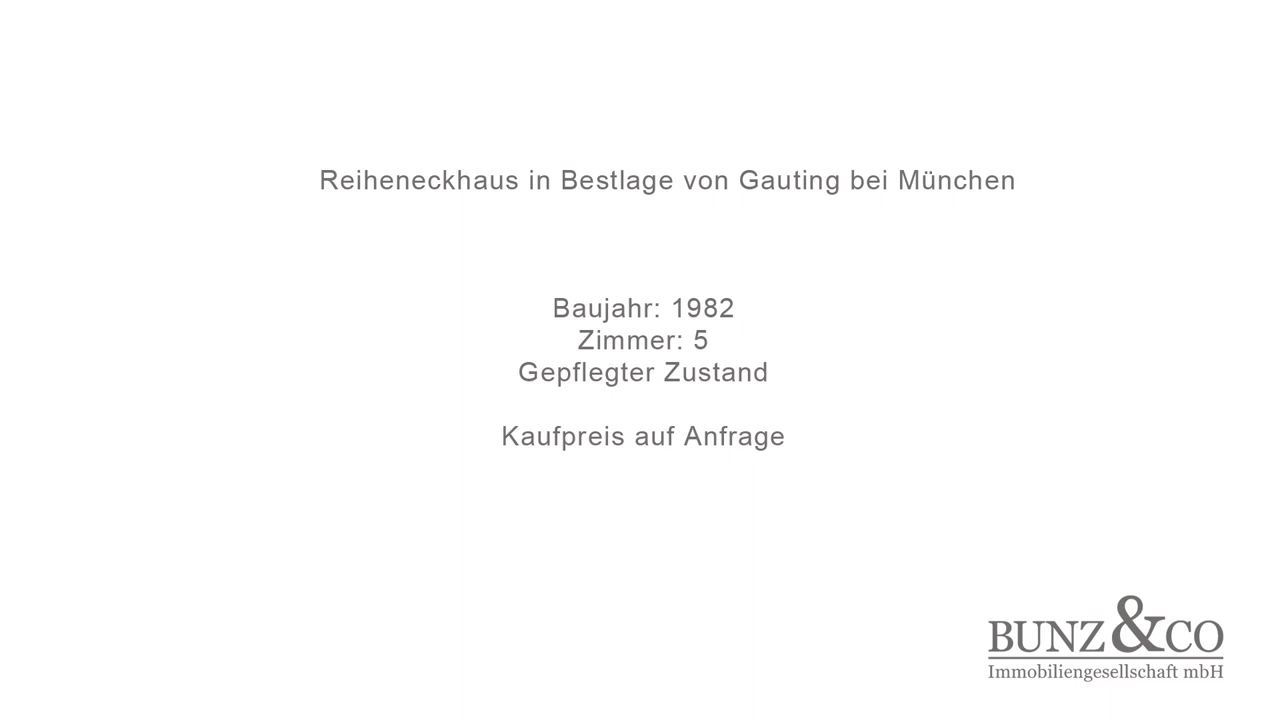 Reiheneckhaus in Bestlage von Gauting bei München
Baujahr: 1982
Zimmer: 5
Gepflegter Zustand
Kaufpreis auf Anfrage
BUNZ&CO
Immobiliengesellschaft mbH